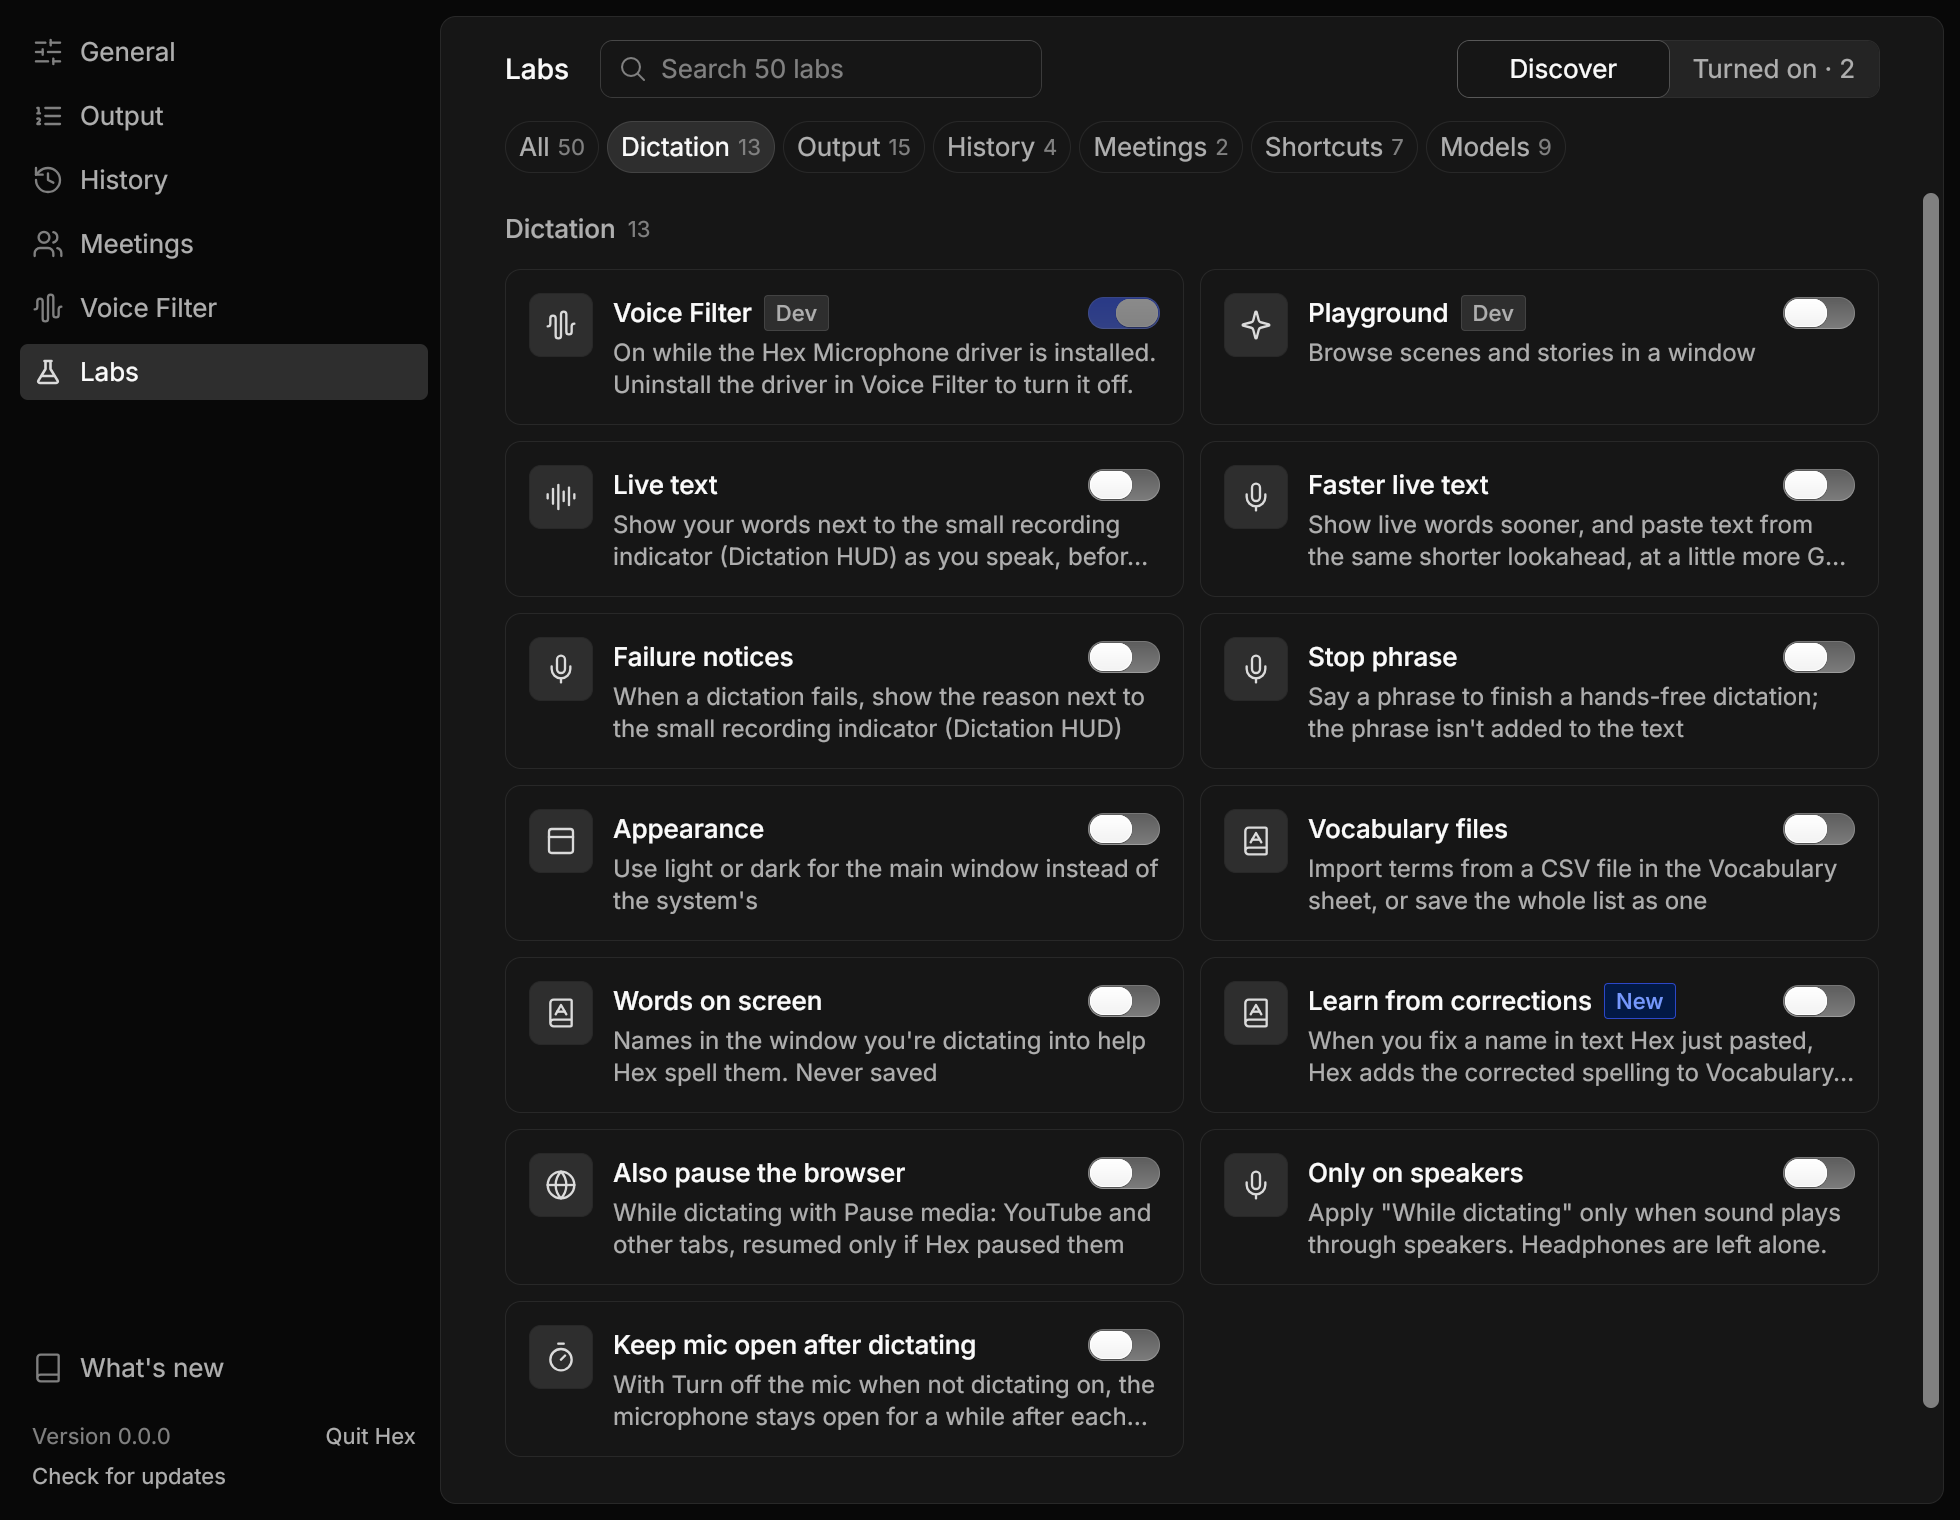 General
Output
History
Meetings
Voice Filter
Labs
What's new
Version 0.0.0
Quit Hex
Check for updates
Labs
Search 50 labs
Discover
Turned on · 2
All 50
Dictation 13
Output 15
History 4
Meetings 2
Shortcuts 7
Models 9
Dictation 13
Voice Filter Dev
On while the Hex Microphone driver is installed.
Uninstall the driver in Voice Filter to turn it off.
Playground Dev
Browse scenes and stories in a window
Live text
Show your words next to the small recording
indicator (Dictation HUD) as you speak, befor...
Faster live text
Show live words sooner, and paste text from
the same shorter lookahead, at a little more G...
Failure notices
When a dictation fails, show the reason next to
the small recording indicator (Dictation HUD)
Stop phrase
Say a phrase to finish a hands-free dictation;
the phrase isn't added to the text
Appearance
Use light or dark for the main window instead of
the system's
Vocabulary files
Import terms from a CSV file in the Vocabulary
sheet, or save the whole list as one
Words on screen
Names in the window you're dictating into help
Hex spell them. Never saved
Learn from corrections New
When you fix a name in text Hex just pasted,
Hex adds the corrected spelling to Vocabulary...
Also pause the browser
While dictating with Pause media: YouTube and
other tabs, resumed only if Hex paused them
Only on speakers
Apply "While dictating" only when sound plays
through speakers. Headphones are left alone.
Keep mic open after dictating
With Turn off the mic when not dictating on, the
microphone stays open for a while after each...